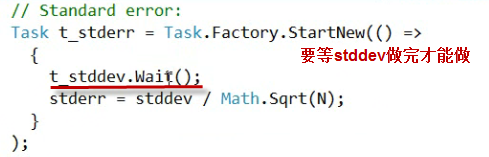 // Standard error:
Task t_stderr = Task.Factory.StartNew(() =>
{
要等stddev做完才能做
t_stddev.Wait();
stderr = stddev / Math.Sqrt(N);
}
);